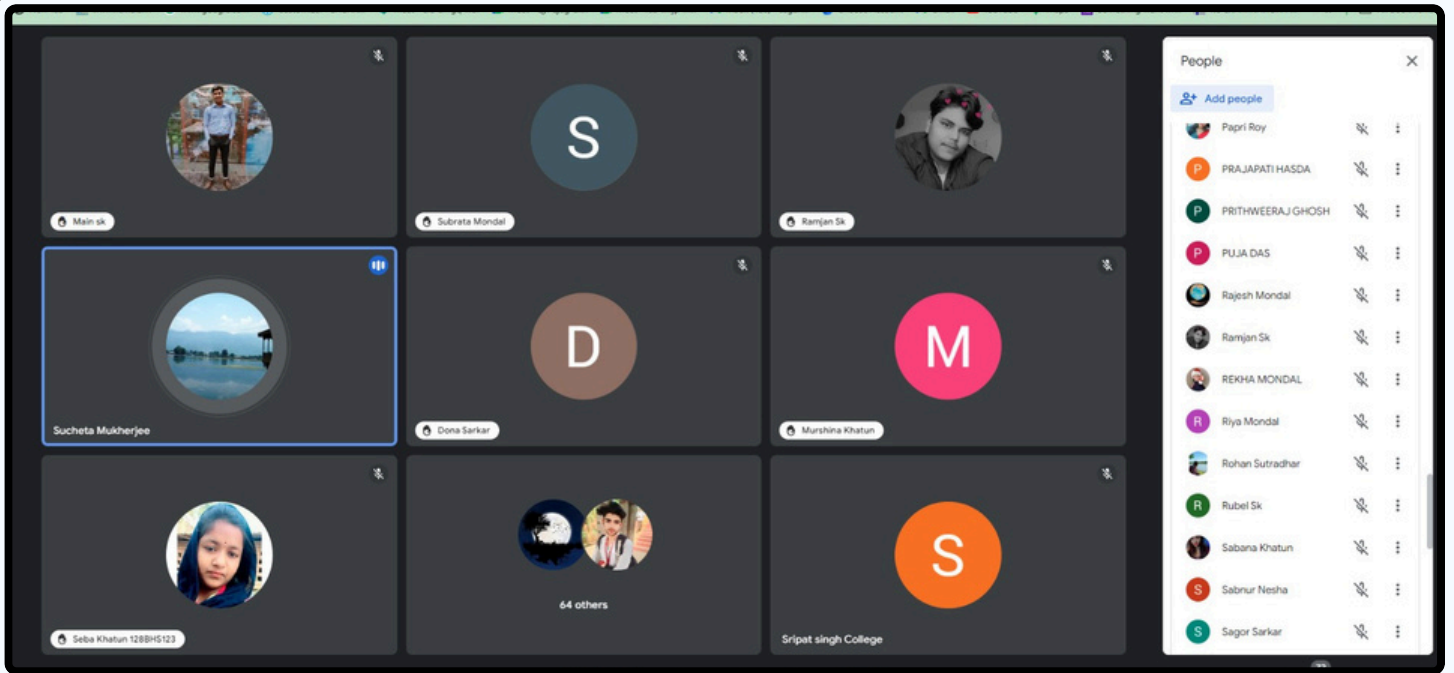 Main sk
S
Subrata Mondal
Ramjan Sk
Sucheta Mukherjee
D
Dona Sarkar
M
Murshina Khatun
Seba Khatun 128BHS123
64 others
S
Sripat singh College
People
Add people
Papri Roy
P PRAJAPATI HASDA
P PRITHWEERAJ GHOSH
P PUJA DAS
Rajesh Mondal
Ramjan Sk
REKHA MONDAL
R Riya Mondal
Rohan Sutradhar
R Rubel Sk
Sabana Khatun
S Sabnur Nesha
S Sagor Sarkar